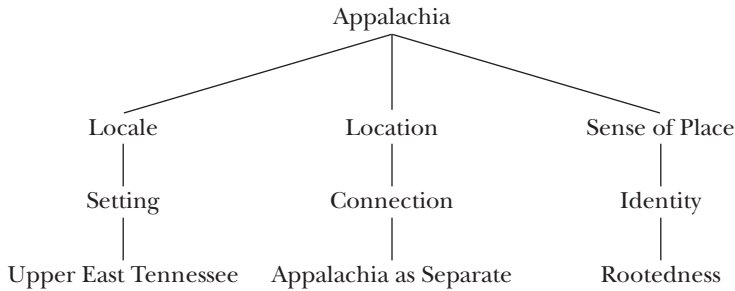 Appalachia
Locale Location Sense of Place
Setting Connection Identity
Upper East Tennessee Appalachia as Separate Rootedness